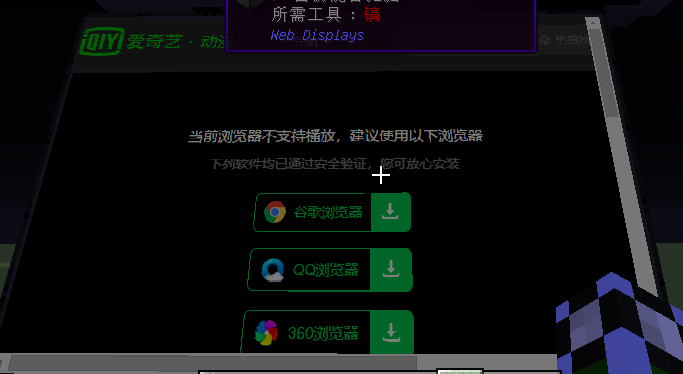 所需工具：镐
Web Displays
QIY 爱奇艺·动漫
当前浏览器不支持播放，建议使用以下浏览器
下列软件均已通过安全验证，您可放心安装
谷歌浏览器
QQ浏览器
360浏览器